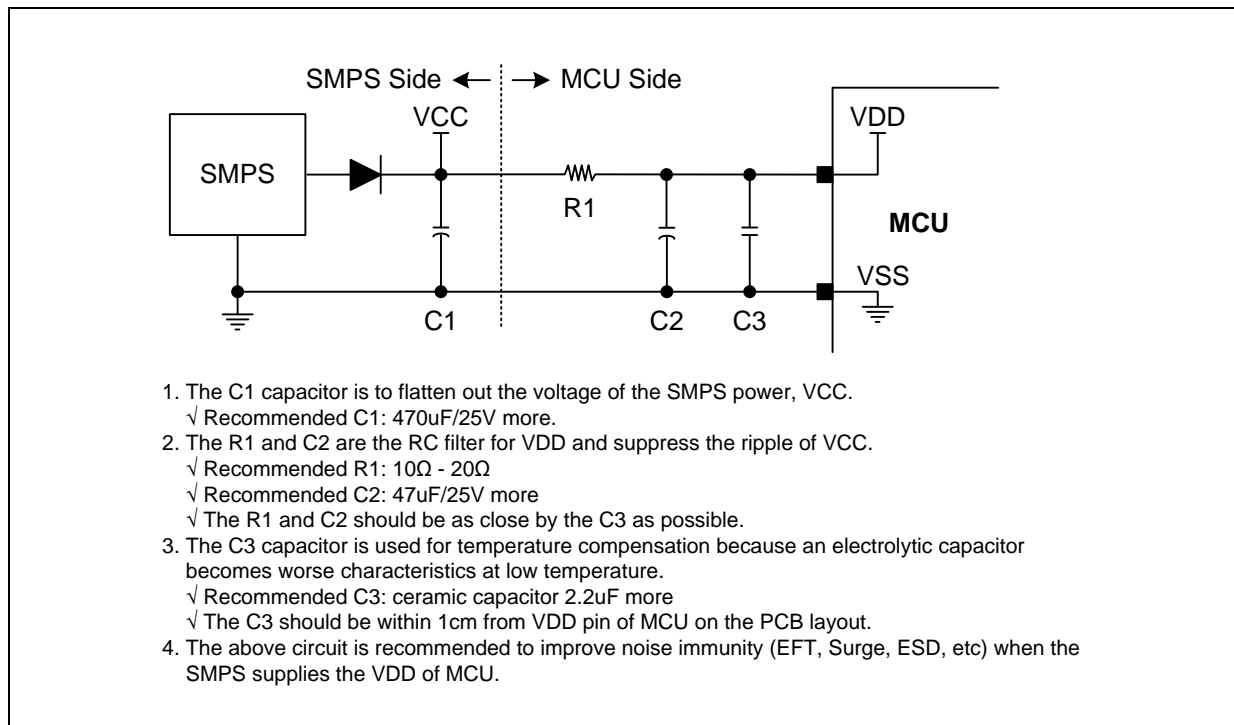 SMPS Side MCU Side
VCC VDD
SMPS
R1
MCU
VSS
C1 C2 C3
1. The C1 capacitor is to flatten out the voltage of the SMPS power, VCC.
√ Recommended C1: 470uF/25V more.
2. The R1 and C2 are the RC filter for VDD and suppress the ripple of VCC.
√ Recommended R1: 10Ω - 20Ω
√ Recommended C2: 47uF/25V more
√ The R1 and C2 should be as close by the C3 as possible.
3. The C3 capacitor is used for temperature compensation because an electrolytic capacitor
becomes worse characteristics at low temperature.
√ Recommended C3: ceramic capacitor 2.2uF more
√ The C3 should be within 1cm from VDD pin of MCU on the PCB layout.
4. The above circuit is recommended to improve noise immunity (EFT, Surge, ESD, etc) when the
SMPS supplies the VDD of MCU.